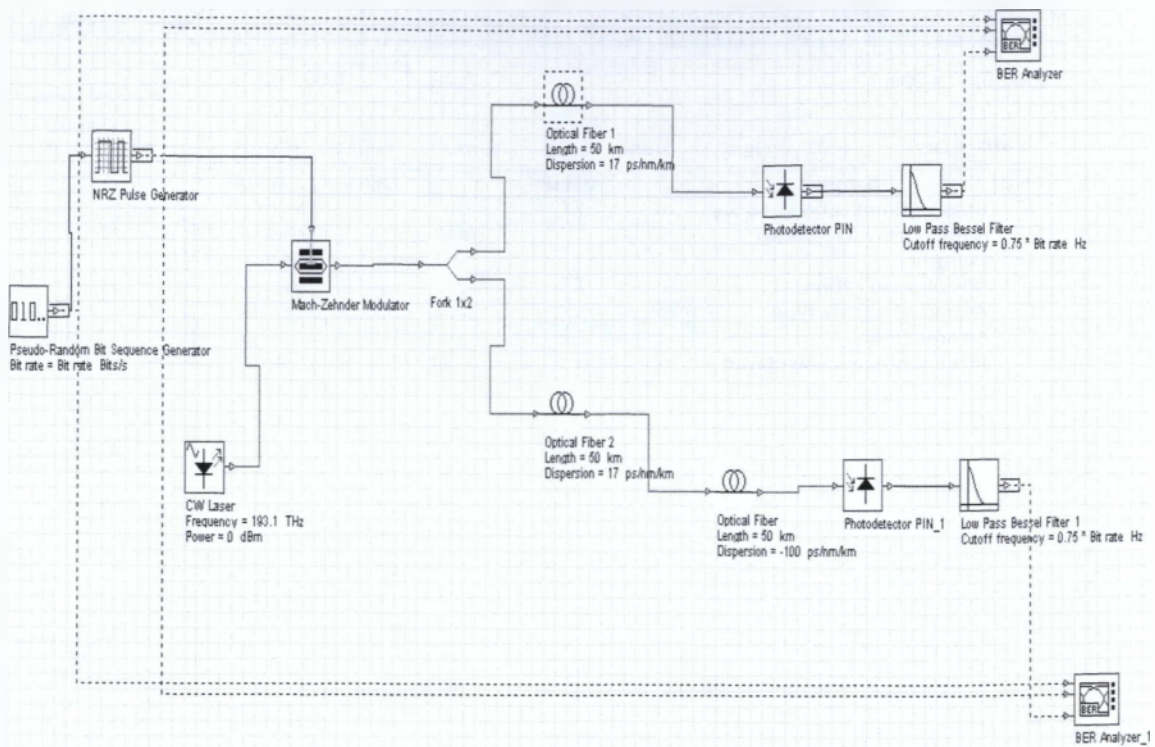 BER
BER Analyzer
Optical Fiber 1
Length = 50 km
Dispersion = 17 ps/nm/km
NRZ Pulse Generator
Photodetector PIN
Low Pass Bessel Filter
Cutoff frequency = 0.75 * Bit rate Hz
Mach-Zehnder Modulator
Fork 1x2
010..
Pseudo-Random Bit Sequence Generator
Bit rate = Bit rate Bits/s
Optical Fiber 2
Length = 50 km
Dispersion = 17 ps/nm/km
CW Laser
Frequency = 193.1 THz
Power = 0 dBm
Optical Fiber
Length = 50 km
Dispersion = -100 ps/nm/km
Photodetector PIN_1
Low Pass Bessel Filter 1
Cutoff frequency = 0.75 * Bit rate Hz
BER
BER Analyzer_1